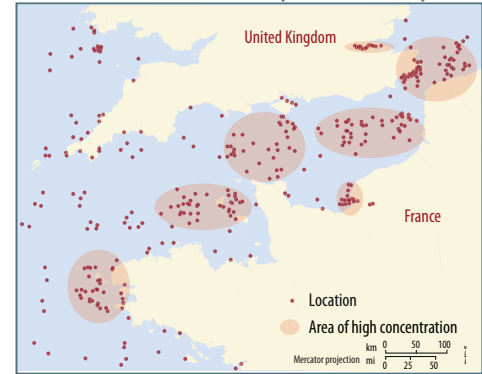 United Kingdom
France
Location
Area of high concentration
km 0 50 100
Mercator projection mi 0 25 50